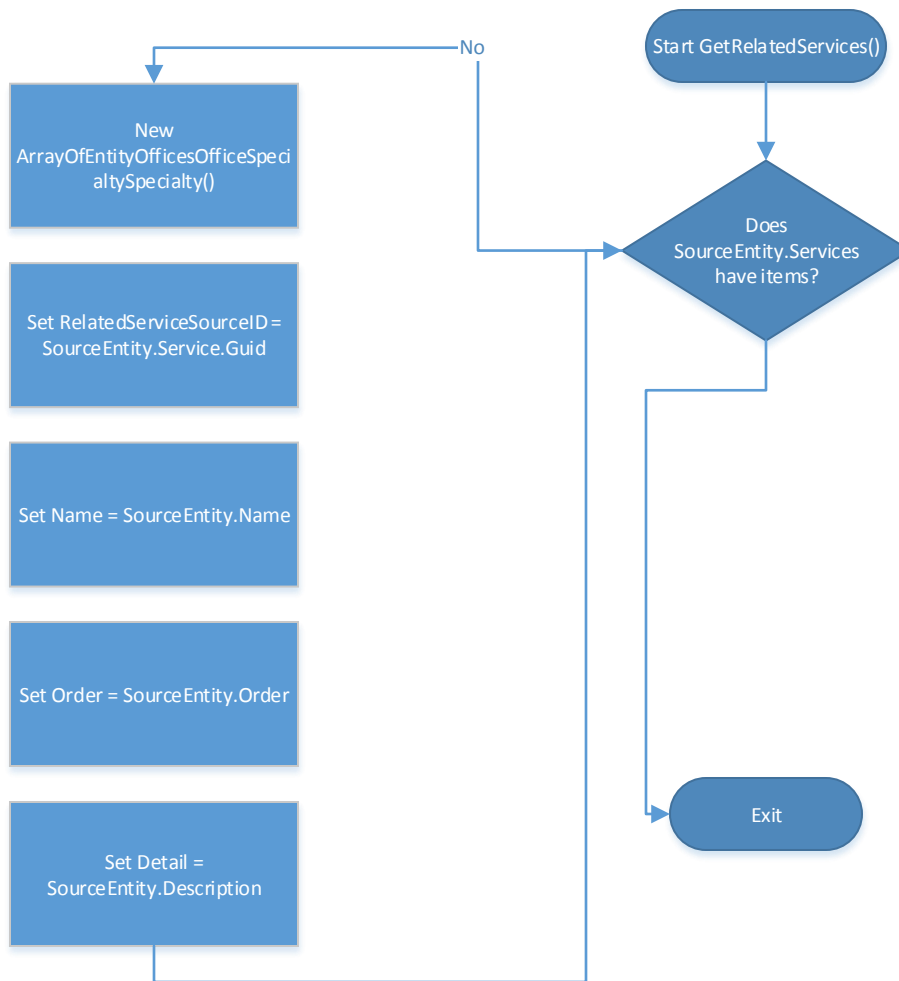 Start GetRelatedServices()
No
New
ArrayOfEntityOfficesOfficeSpeci
altySpecialty()
Does
SourceEntity.Services
have items?
Set RelatedServiceSourceID =
SourceEntity.Service.Guid
Set Name = SourceEntity.Name
Set Order = SourceEntity.Order
Set Detail =
SourceEntity.Description
Exit